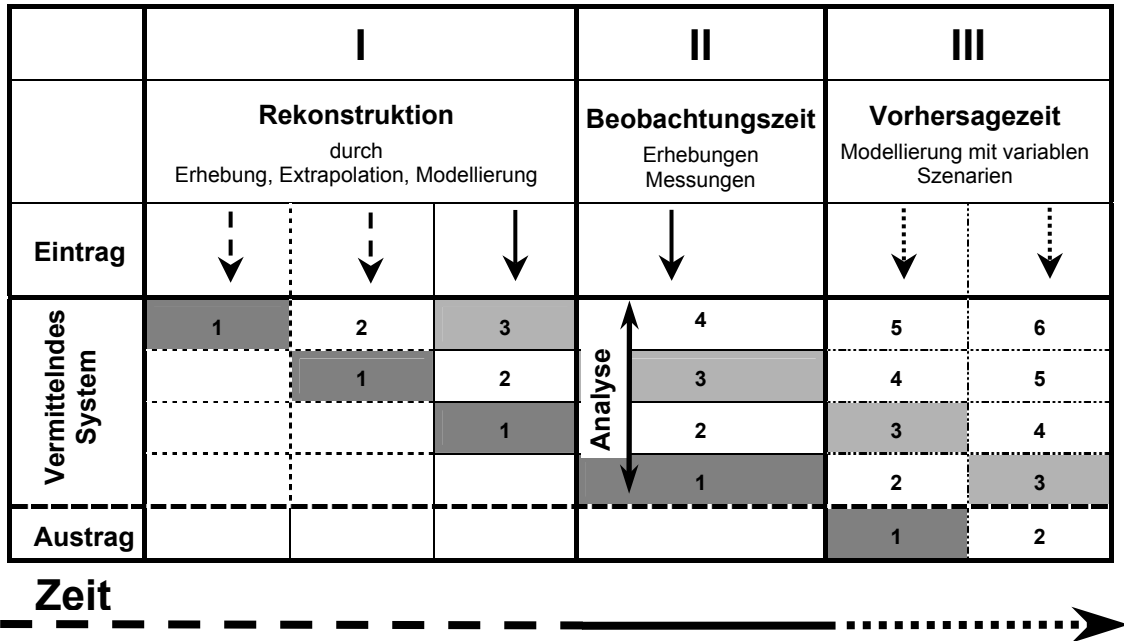 I II III
Rekonstruktion
durch
Erhebung, Extrapolation, Modellierung
Beobachtungszeit
Erhebungen
Messungen
Vorhersagezeit
Modellierung mit variablen
Szenarien
Eintrag
Vermittelndes
System
Analyse
1 2 3 4 5 6
1 2 3 4 5
1 2 3 4
1 2 3
Austrag 1 2
Zeit